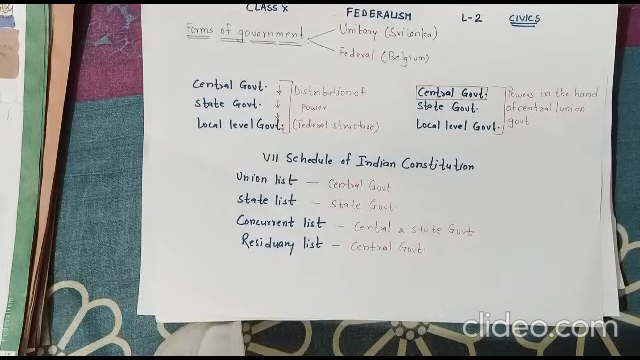 CLASS X FEDERALISM L-2 CIVICS
Forms of government
Unitary (Srilanka)
Federal (Belgium)
Central Govt.
State Govt.
Local level Govt.
Distribution of
power
(Federal structure)
Central Govt.
State Govt.
Local level Govt.
Powers in the hand
of central/union
govt.
VII Schedule of Indian Constitution
Union list — Central Govt
State list — State Govt.
Concurrent list — Central & State Govt.
Residuary list — Central Govt.
clideo.com